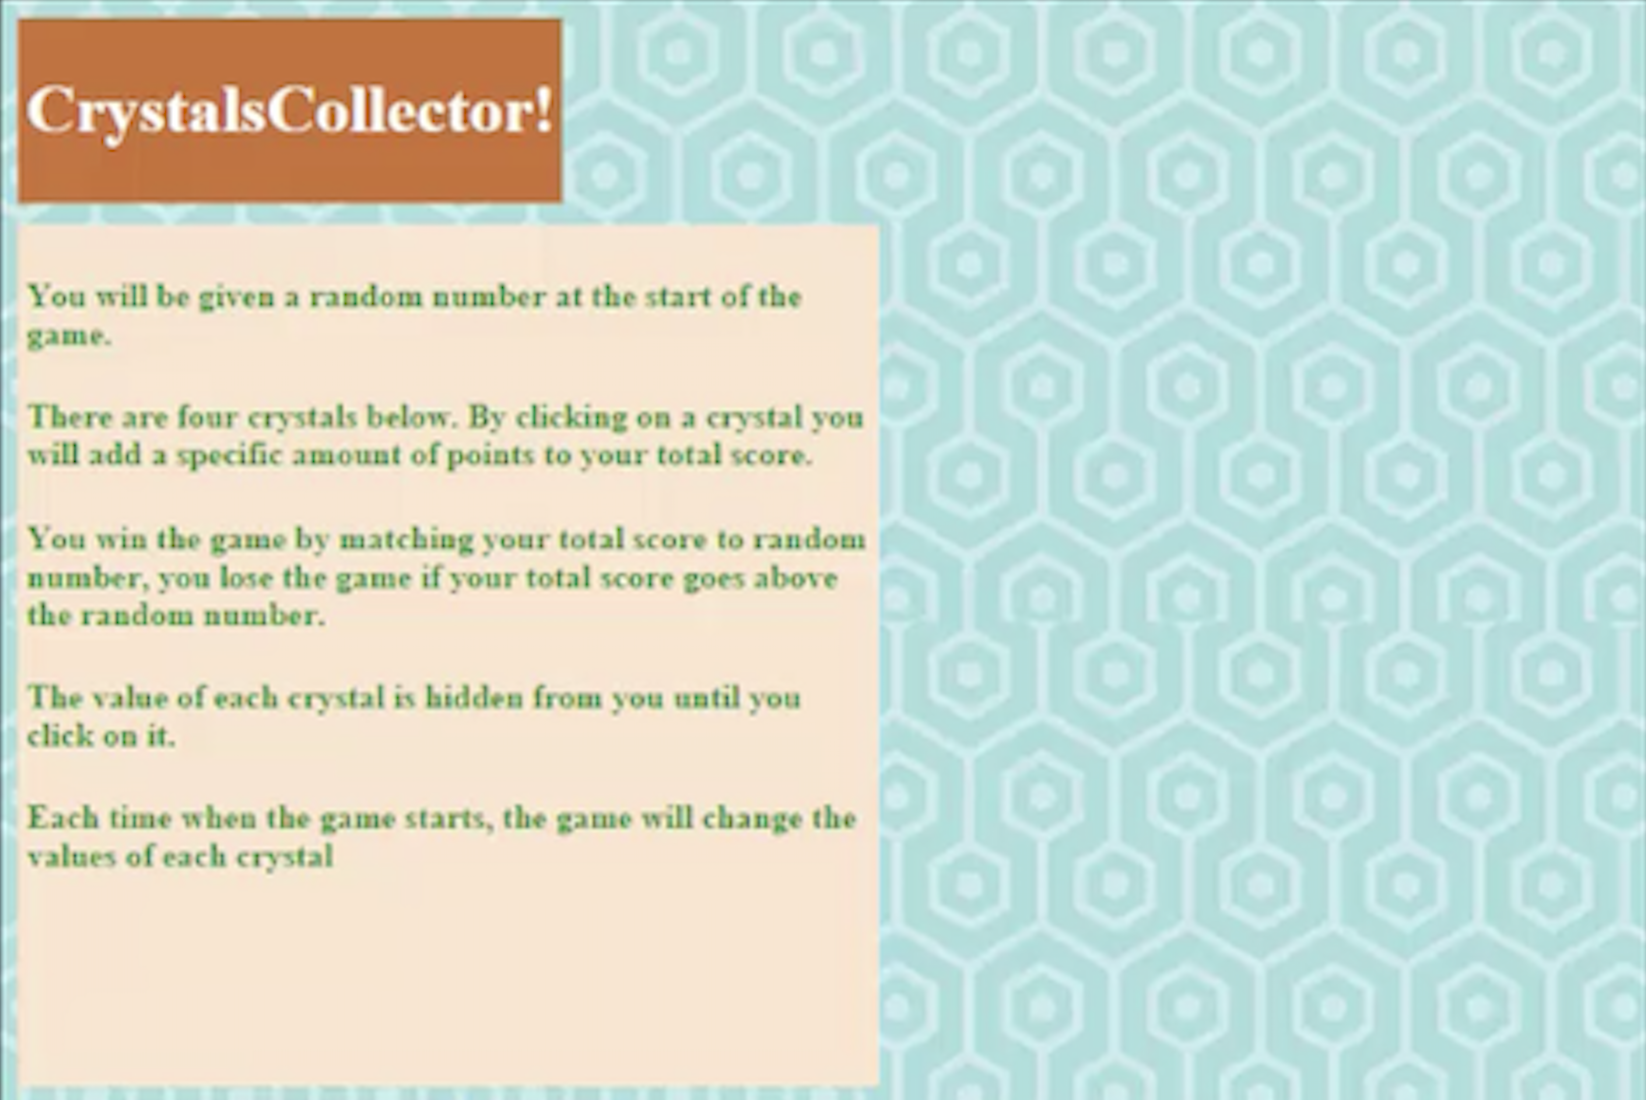 CrystalsCollector!
You will be given a random number at the start of the
game.
There are four crystals below. By clicking on a crystal you
will add a specific amount of points to your total score.
You win the game by matching your total score to random
number, you lose the game if your total score goes above
the random number.
The value of each crystal is hidden from you until you
click on it.
Each time when the game starts, the game will change the
values of each crystal